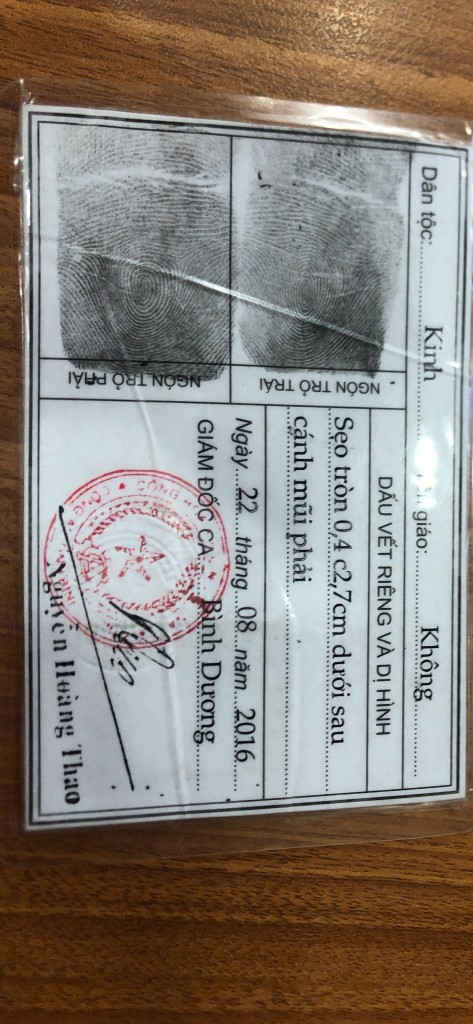 Dân tộc: Kinh giáo: Không
NGÓN TRỎ TRÁI
NGÓN TRỎ PHẢI
DẤU VẾT RIÊNG VÀ DỊ HÌNH
Sẹo tròn 0,4 c2,7cm dưới sau
cánh mũi phải
Ngày 22 tháng 08 năm 2016
GIÁM ĐỐC CA: Bình Dương
Nguyễn Hoàng Thao